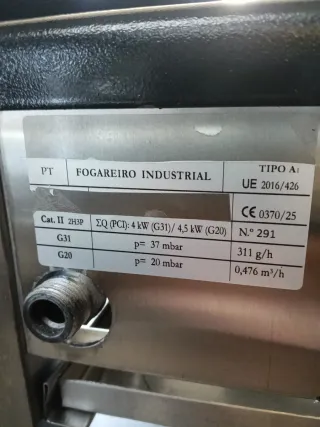 PT FOGAREIRO INDUSTRIAL TIPO A1
UE 2016/426
CE 0370/25
Cat. II 2H3P ΣQ (PCI): 4 kW (G31)/ 4,5 kW (G20) N.º 291
G31 p= 37 mbar 311 g/h
G20 p= 20 mbar 0,476 m³/h